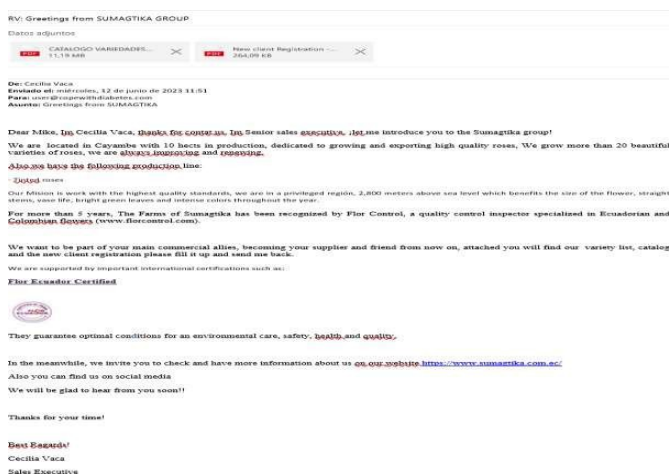 RV: Greetings from SUMAGTIKA GROUP
Datos adjuntos
PDF CATALOGO VARIEDADES...
11,19 MB
PDF New client Registration -...
264,09 KB
De: Cecilia Vaca
Enviado el: miércoles, 12 de junio de 2023 11:51
Para: user@copewithdiabetes.com
Asunto: Greetings from SUMAGTIKA
Dear Mike, Im Cecilia Vaca, thanks for contat us, Im Senior sales executive, ¡let me introduce you to the Sumagtika group!
We are located in Cayambe with 10 hects in production, dedicated to growing and exporting high quality roses, We grow more than 20 beautiful
varieties of roses, we are always improving and renewing.
Also we have the following production line:
- Tinted roses
Our Mision is work with the highest quality standards, we are in a privileged región, 2,800 meters above sea level which benefits the size of the flower, straight
stems, vase life, bright green leaves and intense colors throughout the year.
For more than 5 years, The Farms of Sumagtika has been recognized by Flor Control, a quality control inspector specialized in Ecuadorian and
Colombian flowers (www.florcontrol.com).
We want to be part of your main commercial allies, becoming your supplier and friend from now on, attached you will find our variety list, catalog
and the new client registration please fill it up and send me back.
We are supported by important international certifications such as:
Flor Ecuador Certified
They guarantee optimal conditions for an environmental care, safety, health and quality.
In the meanwhile, we invite you to check and have more information about us on our website https://www.sumagtika.com.ec/
Also you can find us on social media
We will be glad to hear from you soon!!
Thanks for your time!
Best Regards!
Cecilia Vaca
Sales Executive